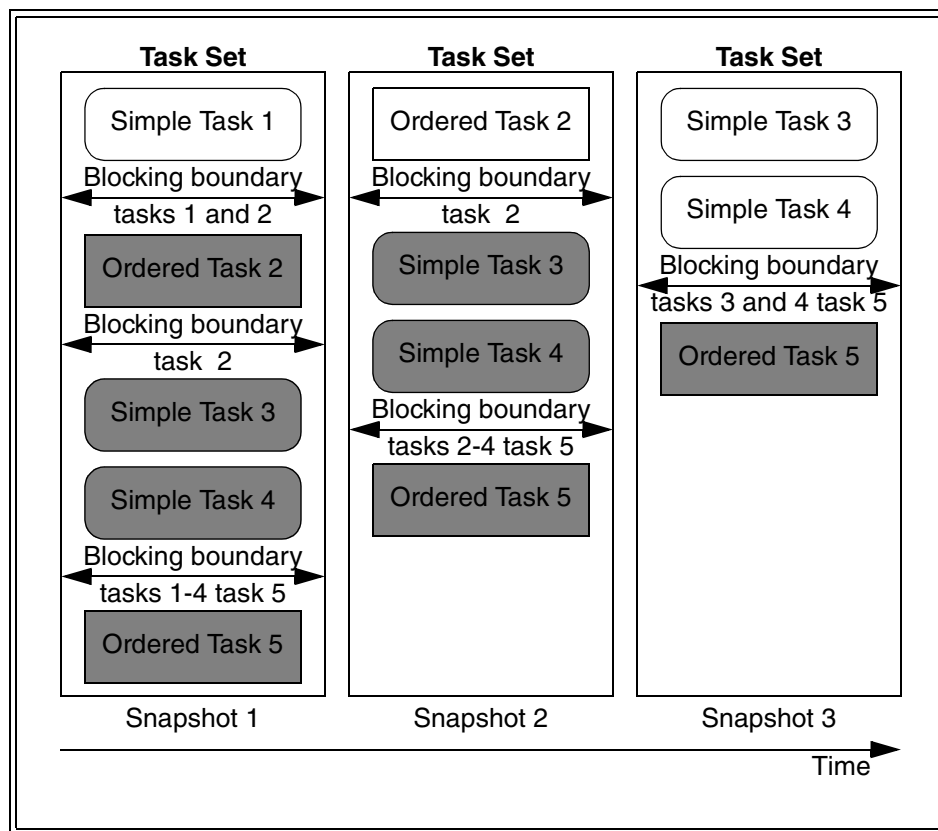 Task Set
Simple Task 1
Blocking boundary
tasks 1 and 2
Ordered Task 2
Blocking boundary
task 2
Simple Task 3
Simple Task 4
Blocking boundary
tasks 1-4 task 5
Ordered Task 5
Snapshot 1
Task Set
Ordered Task 2
Blocking boundary
task 2
Simple Task 3
Simple Task 4
Blocking boundary
tasks 2-4 task 5
Ordered Task 5
Snapshot 2
Task Set
Simple Task 3
Simple Task 4
Blocking boundary
tasks 3 and 4 task 5
Ordered Task 5
Snapshot 3
Time